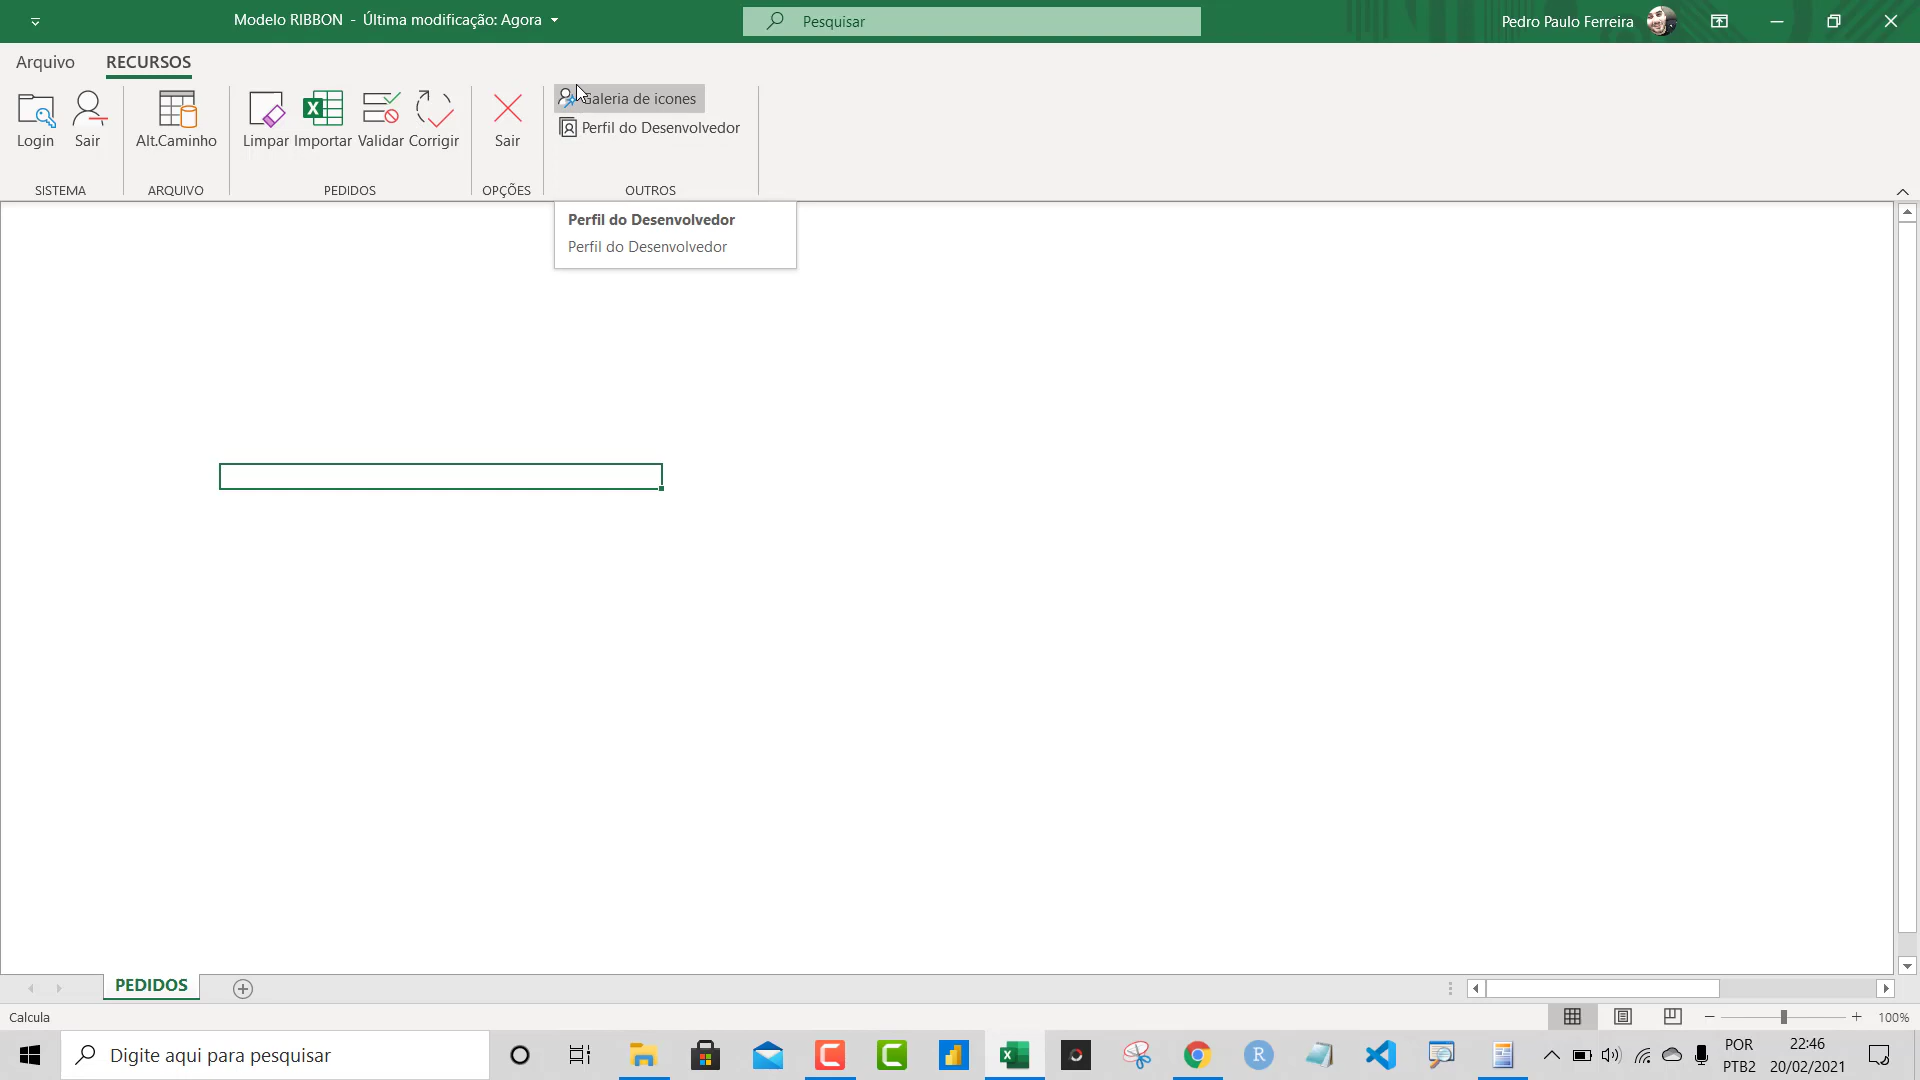 Modelo RIBBON - Última modificação: Agora
Pesquisar
Pedro Paulo Ferreira
Arquivo
RECURSOS
Login
Sair
Alt.Caminho
Limpar
Importar
Validar
Corrigir
Sair
Galeria de icones
Perfil do Desenvolvedor
SISTEMA
ARQUIVO
PEDIDOS
OPÇÕES
OUTROS
Perfil do Desenvolvedor
Perfil do Desenvolvedor
PEDIDOS
Calcula
100%
Digite aqui para pesquisar
POR
PTB2
22:46
20/02/2021